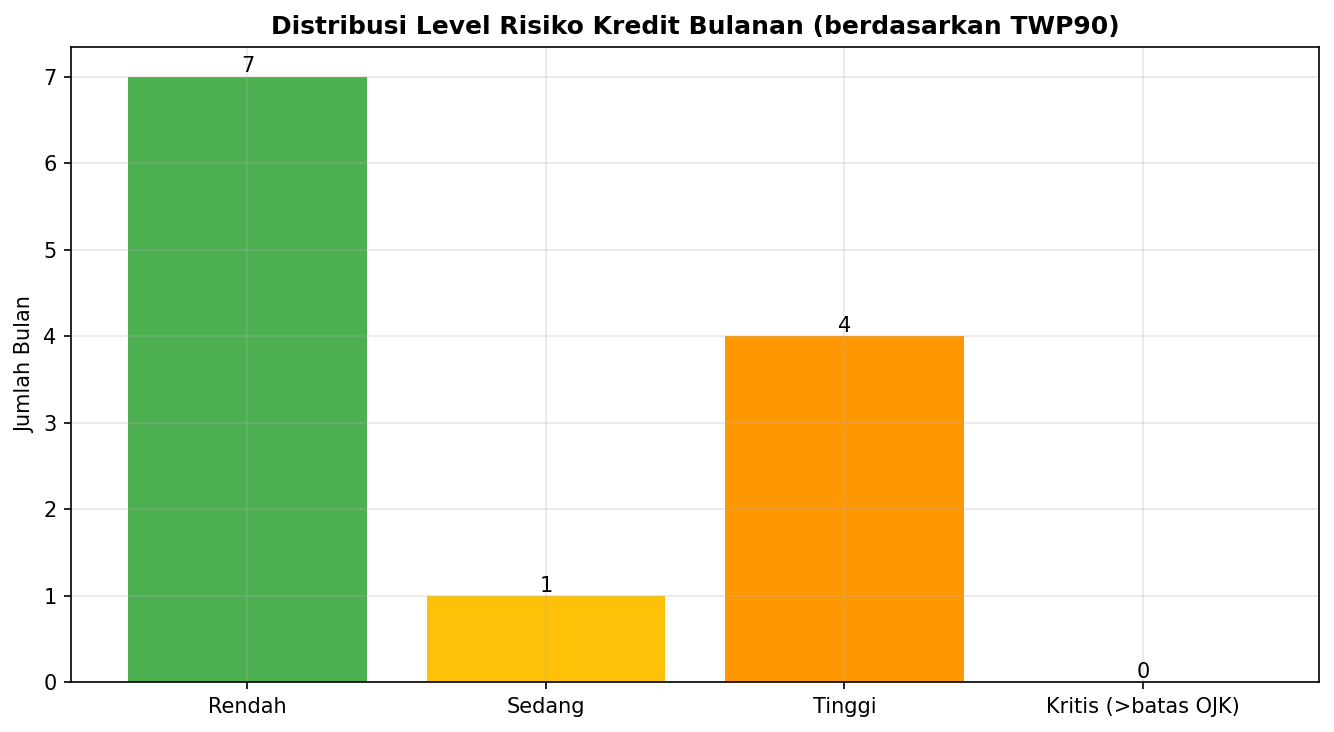 Distribusi Level Risiko Kredit Bulanan (berdasarkan TWP90)
Jumlah Bulan
7
6
5
4
3
2
1
0
7
1
4
0
Rendah
Sedang
Tinggi
Kritis (>batas OJK)